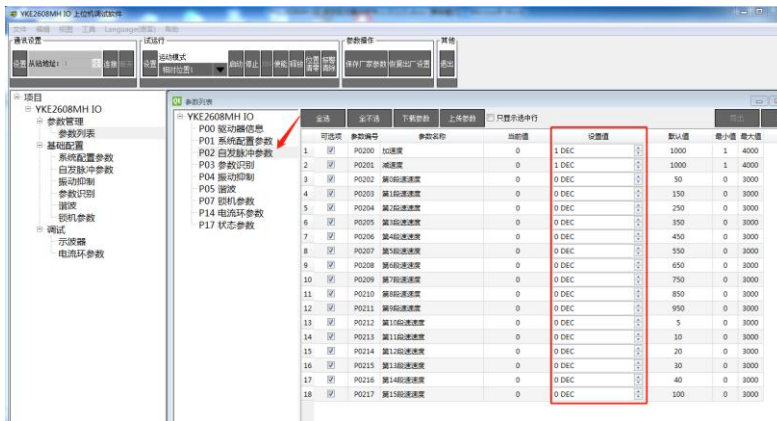 YKE2608MH IO 上位机调试软件
文件 编辑 视图 工具 Language(语言) 帮助
通讯设置 试运行 参数操作 其他
运动模式
设置 从站地址： 1 连接 设置 相对位置1 启动 停止 使能 释放 位置清零 报警清除 保存厂家参数 恢复出厂设置 退出
项目
YKE2608MH IO
参数管理
参数列表
基础配置
系统配置参数
自发脉冲参数
振动抑制
参数识别
谐波
锁机参数
调试
示波器
电流环参数
参数列表
YKE2608MH IO
P00 驱动器信息
P01 系统配置参数
P02 自发脉冲参数
P03 参数识别
P04 振动抑制
P05 谐波
P07 锁机参数
P14 电流环参数
P17 状态参数
全选 全不选 下载参数 上传参数 只显示选中行 导出
可选项 参数编号 参数名称 当前值 设置值 默认值 最小值 最大值
1 P0200 加速度 0 1 DEC 1000 1 4000
2 P0201 减速度 0 1 DEC 1000 1 4000
3 P0202 第0段速速度 0 0 DEC 50 0 3000
4 P0203 第1段速速度 0 0 DEC 150 0 3000
5 P0204 第2段速速度 0 0 DEC 250 0 3000
6 P0205 第3段速速度 0 0 DEC 350 0 3000
7 P0206 第4段速速度 0 0 DEC 450 0 3000
8 P0207 第5段速速度 0 0 DEC 550 0 3000
9 P0208 第6段速速度 0 0 DEC 650 0 3000
10 P0209 第7段速速度 0 0 DEC 750 0 3000
11 P0210 第8段速速度 0 0 DEC 850 0 3000
12 P0211 第9段速速度 0 0 DEC 950 0 3000
13 P0212 第10段速速度 0 0 DEC 5 0 3000
14 P0213 第11段速速度 0 0 DEC 10 0 3000
15 P0214 第12段速速度 0 0 DEC 20 0 3000
16 P0215 第13段速速度 0 0 DEC 30 0 3000
17 P0216 第14段速速度 0 0 DEC 40 0 3000
18 P0217 第15段速速度 0 0 DEC 100 0 3000